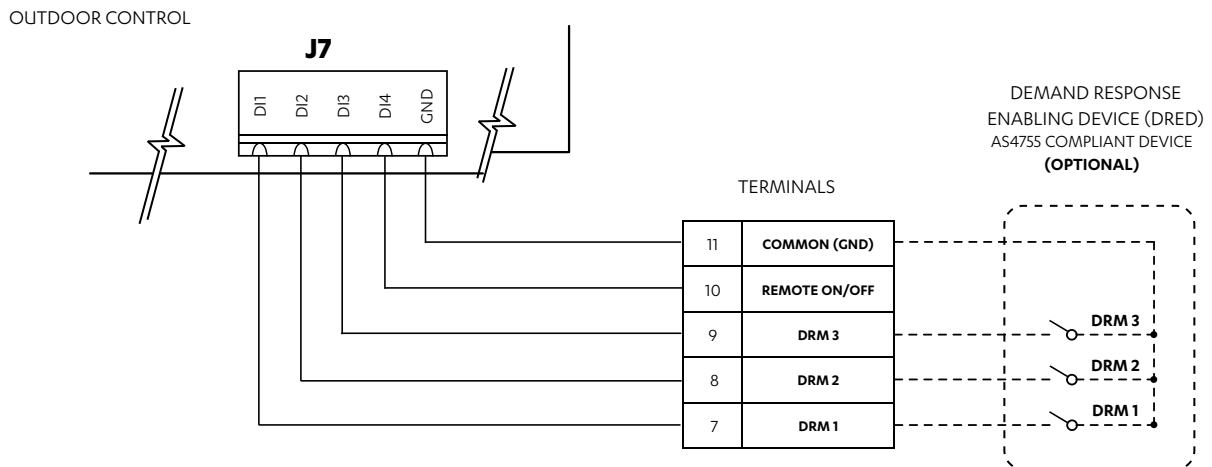 OUTDOOR CONTROL
J7
DI1
DI2
DI3
DI4
GND
DEMAND RESPONSE
ENABLING DEVICE (DRED)
AS4755 COMPLIANT DEVICE
(OPTIONAL)
TERMINALS
11 COMMON (GND)
10 REMOTE ON/OFF
9 DRM 3
8 DRM 2
7 DRM 1
DRM 3
DRM 2
DRM 1